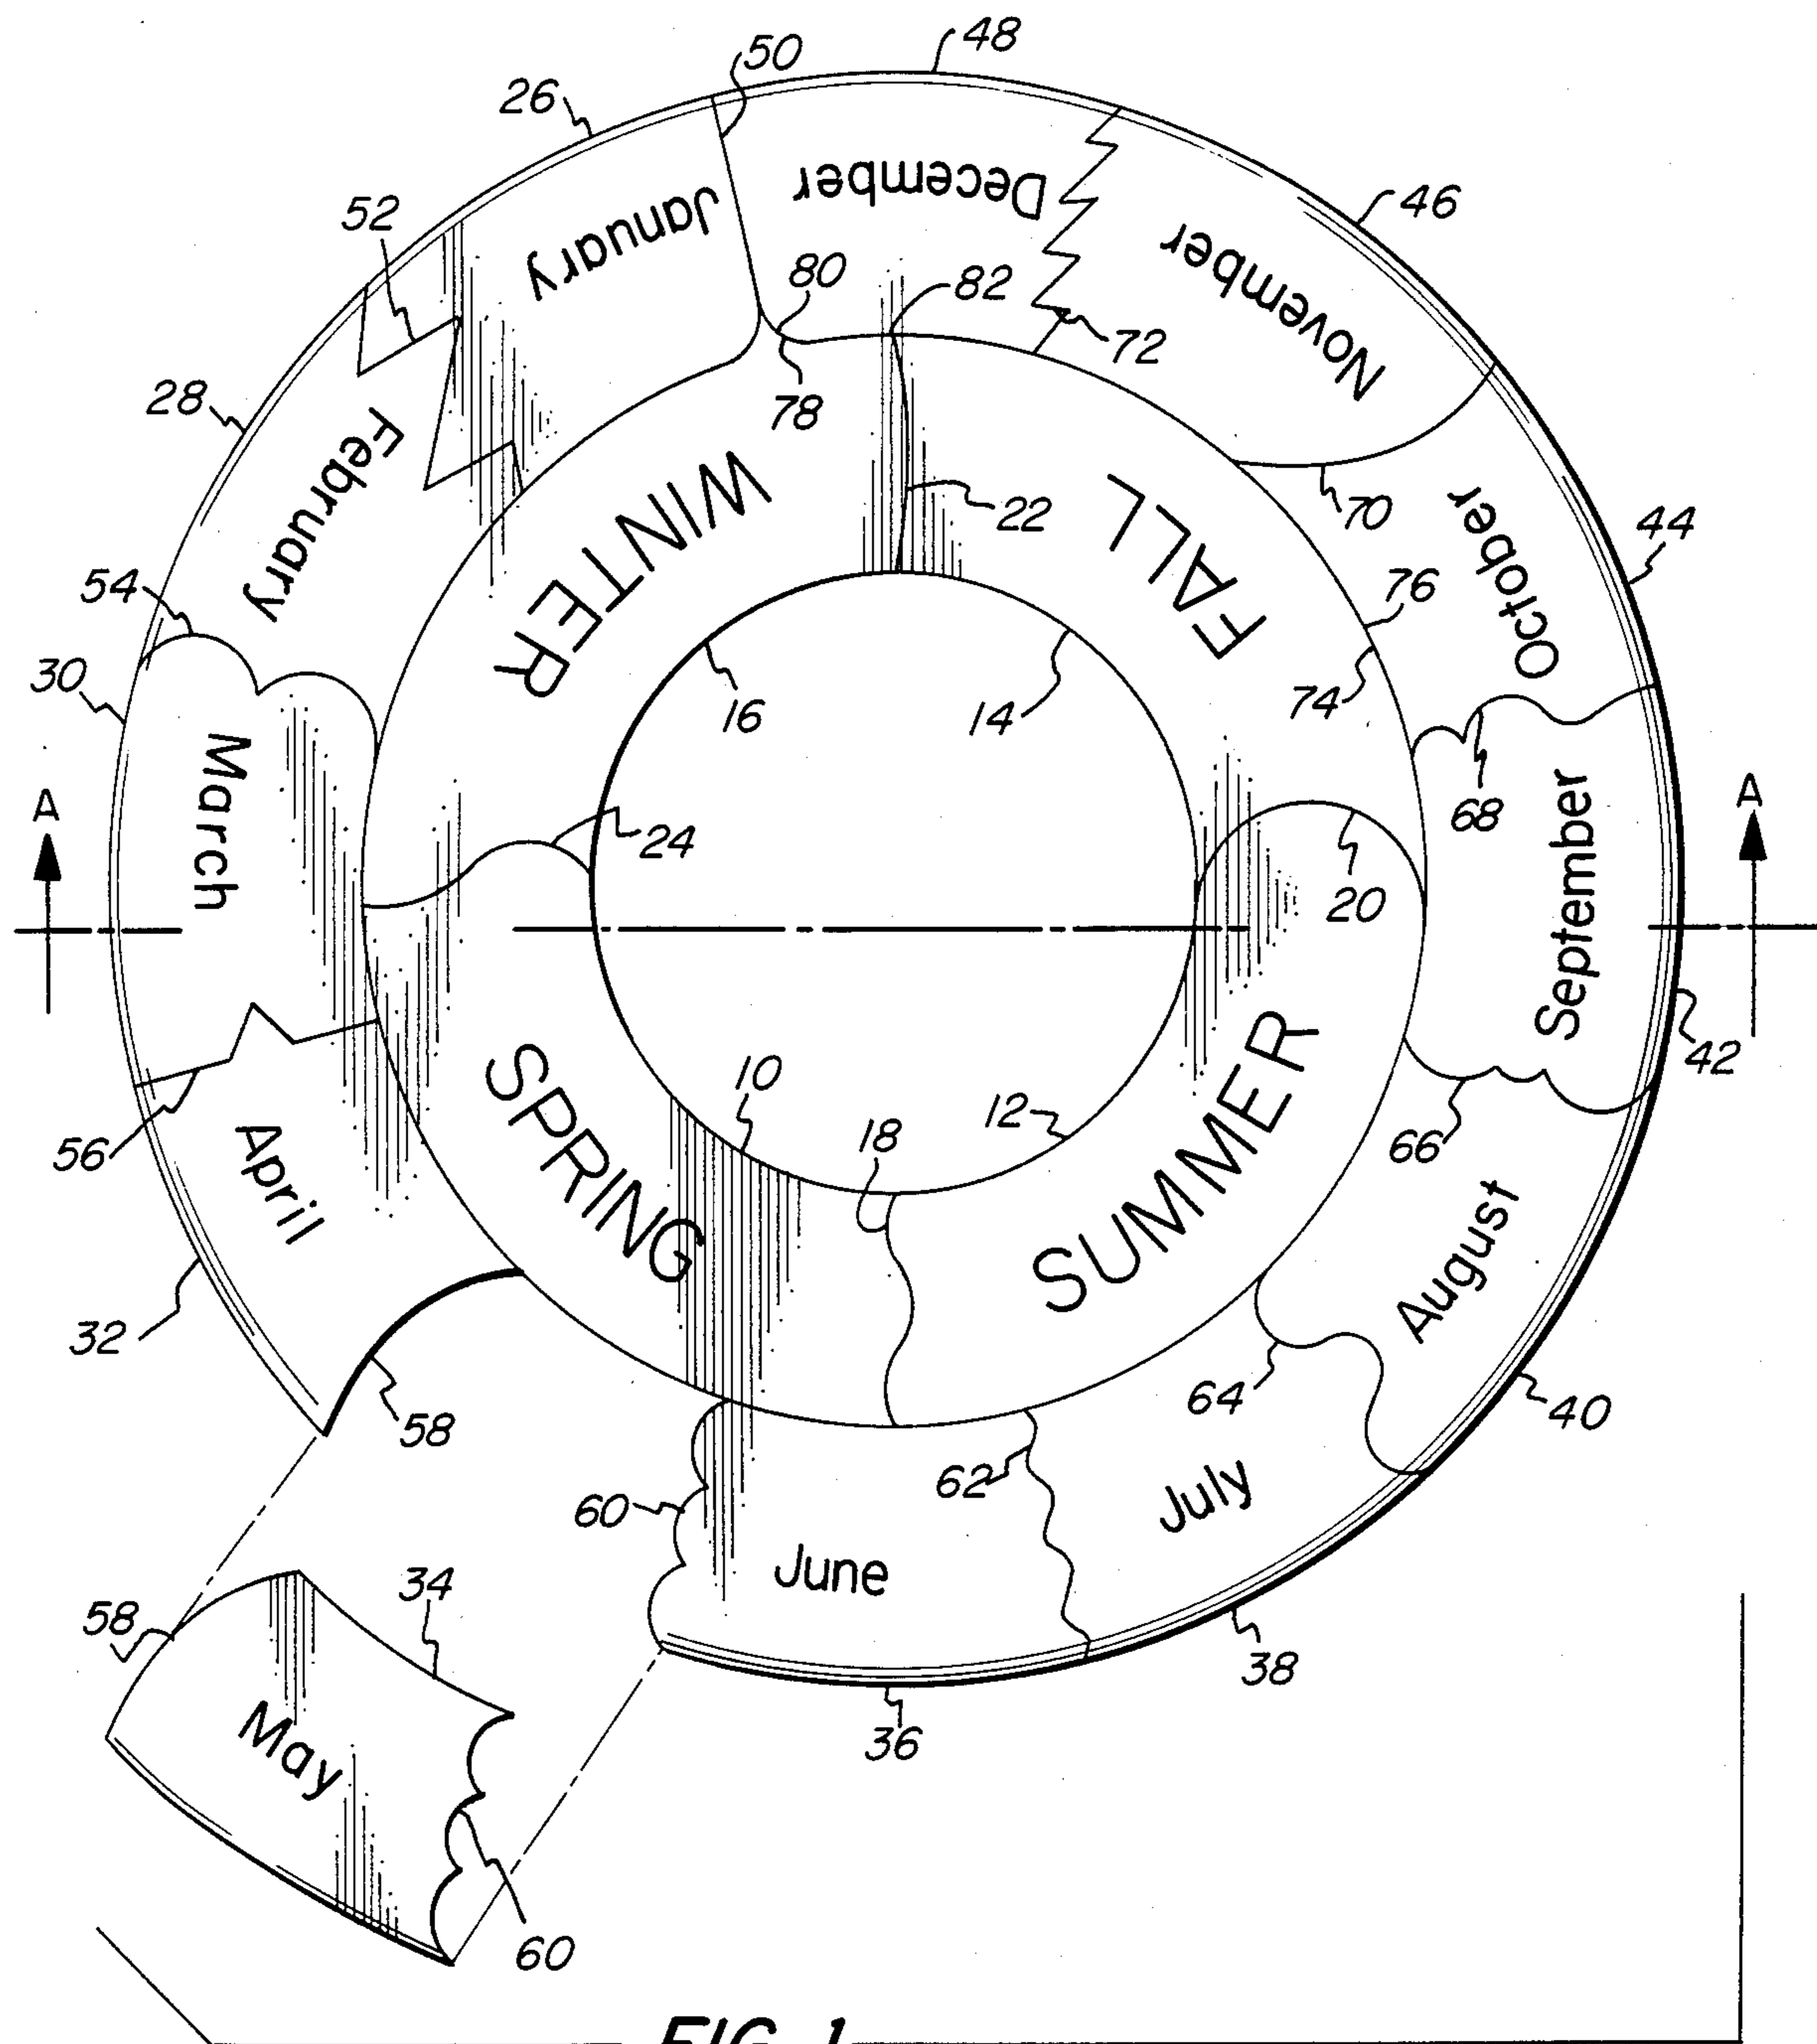 50
48
26
December
46
January
52
80
82
November
72
28
78
February
WINTER
FALL
22
70
October
44
54
76
30
16
14
74
March
A
24
68
September
A
20
SPRING
10
18
12
SUMMER
42
56
April
66
August
32
58
64
40
62
60
July
June
34
58
38
36
May
60
FIG. 1